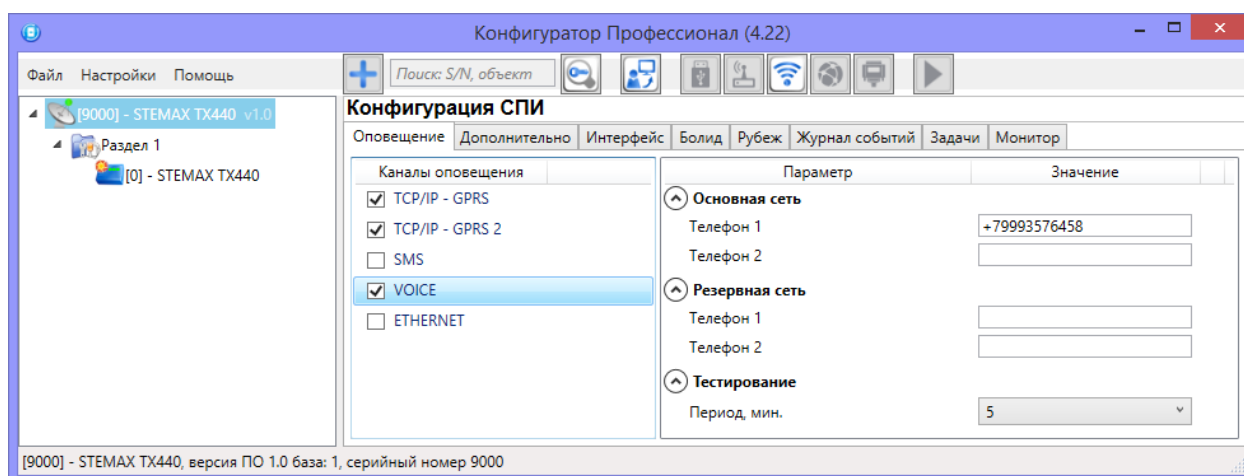 Конфигуратор Професcионал (4.22)
Файл Настройки Помощь
Поиск: S/N, объект
[9000] - STEMAX TX440 v1.0
Раздел 1
[0] - STEMAX TX440
Конфигурация СПИ
Оповещение Дополнительно Интерфейс Болид Рубеж Журнал событий Задачи Монитор
Каналы оповещения
TCP/IP - GPRS
TCP/IP - GPRS 2
SMS
VOICE
ETHERNET
Параметр Значение
Основная сеть
Телефон 1 +79993576458
Телефон 2
Резервная сеть
Телефон 1
Телефон 2
Тестирование
Период, мин. 5
[9000] - STEMAX TX440, версия ПО 1.0 база: 1, серийный номер 9000